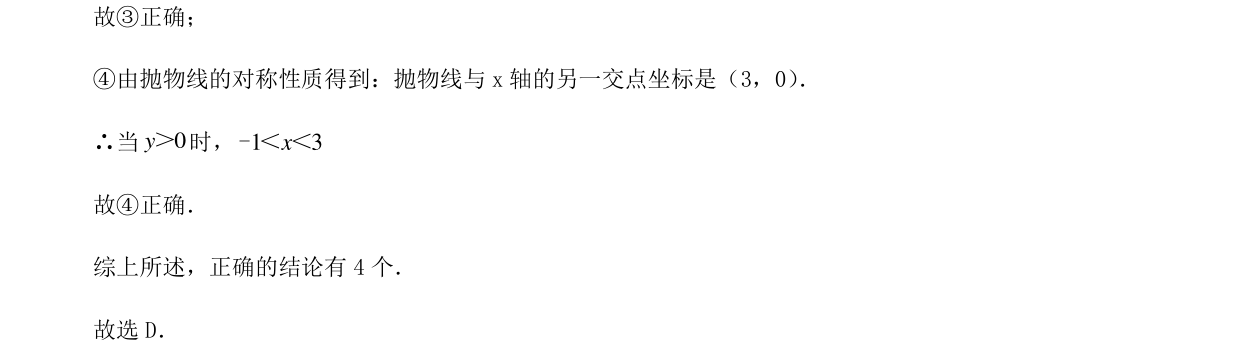 故③正确;
④由抛物线的对称性质得到: 抛物线与 x 轴的另一交点坐标是 (3, 0).
∴当 y>0时, -1<x<3
故④正确.
综上所述, 正确的结论有 4 个.
故选 D.